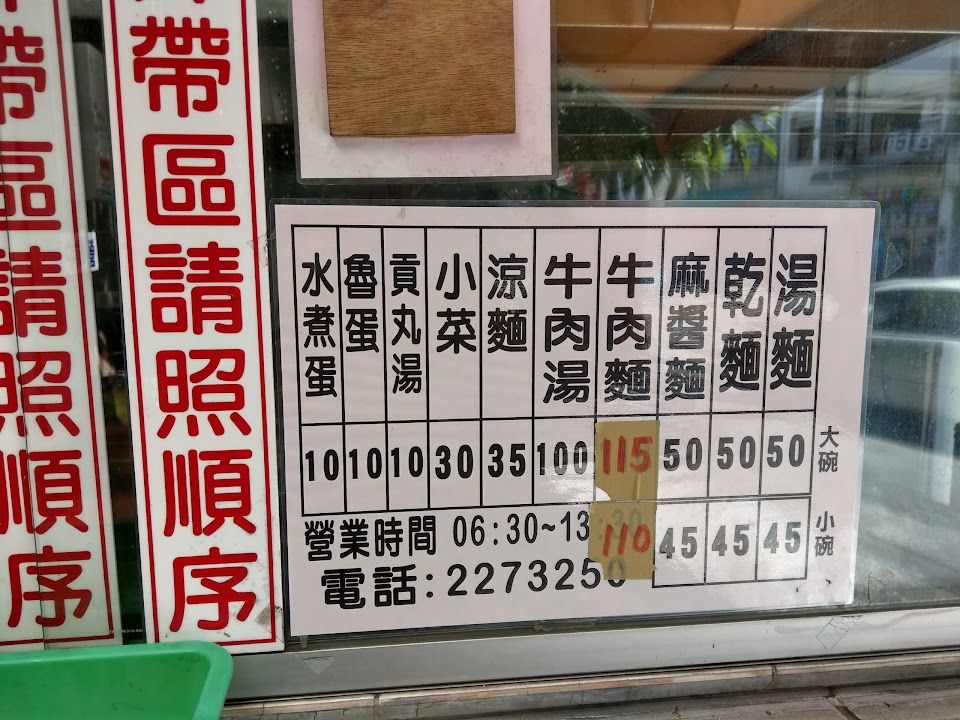 帶區請照順序
區請照順序
湯麵 乾麵 麻醬麵 牛肉麵 牛肉湯 涼麵 小菜 貢丸湯 魯蛋 水煮蛋
大碗 50 50 50 115 100 35 30 10 10 10
小碗 45 45 45 110
營業時間 06:30~13:30
電話:2273250